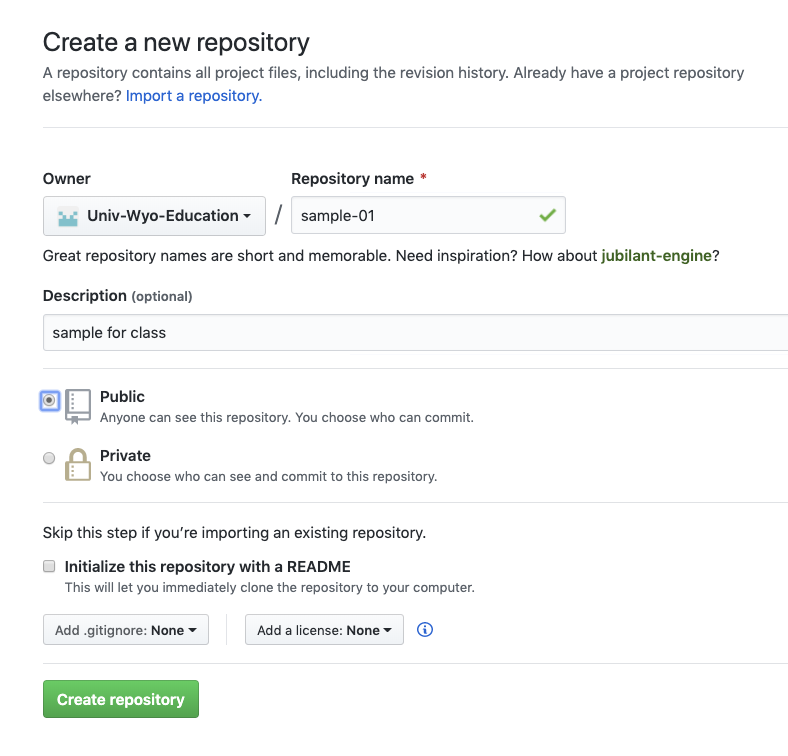 Create a new repository
A repository contains all project files, including the revision history. Already have a project repository
elsewhere? Import a repository.
Owner
Repository name *
Univ-Wyo-Education
/
sample-01
Great repository names are short and memorable. Need inspiration? How about jubilant-engine?
Description (optional)
sample for class
Public
Anyone can see this repository. You choose who can commit.
Private
You choose who can see and commit to this repository.
Skip this step if you’re importing an existing repository.
Initialize this repository with a README
This will let you immediately clone the repository to your computer.
Add .gitignore: None
Add a license: None
Create repository